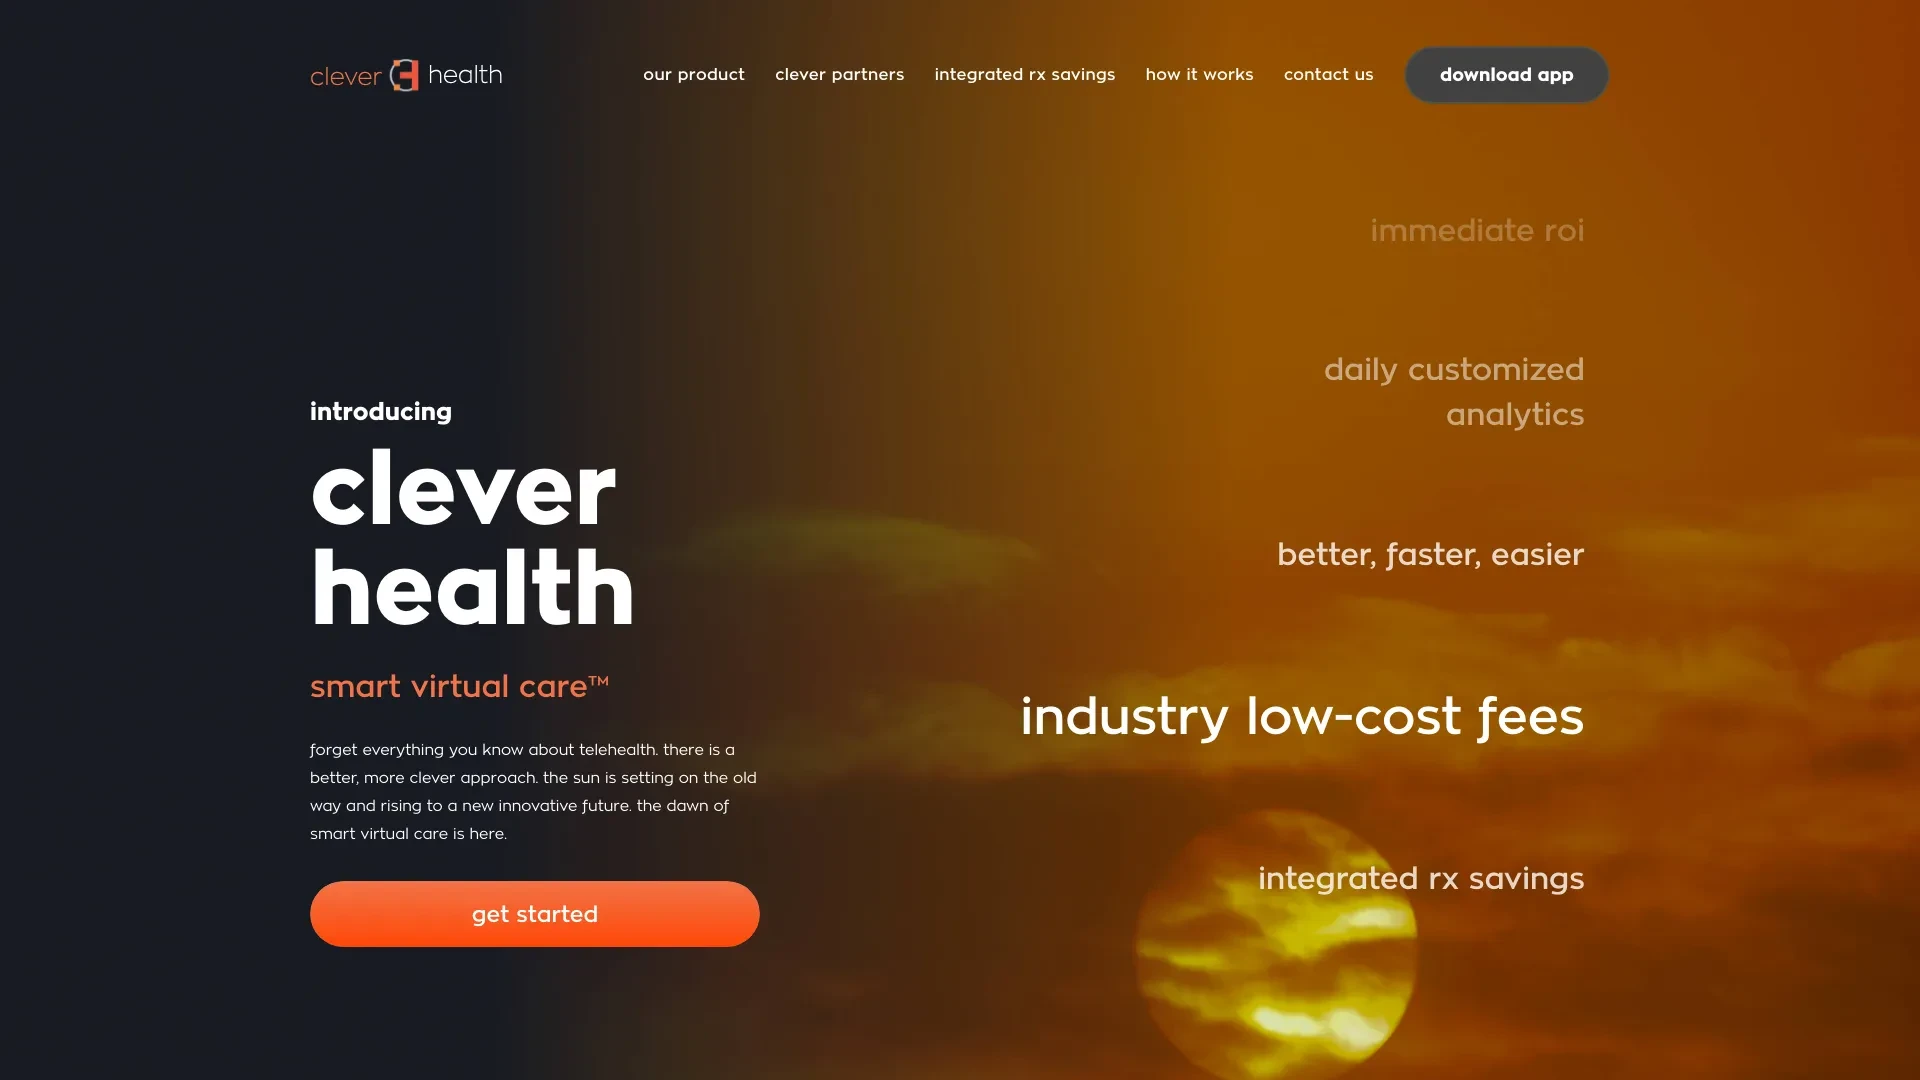 clever health
our product
clever partners
integrated rx savings
how it works
contact us
download app
introducing
clever
health
smart virtual care™
forget everything you know about telehealth. there is a
better, more clever approach. the sun is setting on the old
way and rising to a new innovative future. the dawn of
smart virtual care is here.
get started
immediate roi
daily customized
analytics
better, faster, easier
industry low-cost fees
integrated rx savings